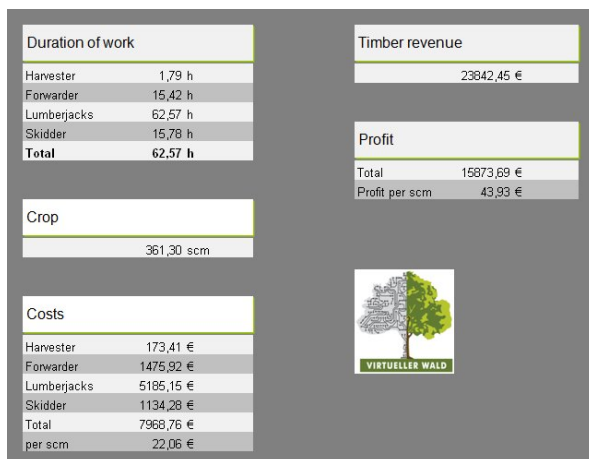 Duration of work
Harvester 1,79 h
Forwarder 15,42 h
Lumberjacks 62,57 h
Skidder 15,78 h
Total 62,57 h
Crop
361,30 scm
Costs
Harvester 173,41 €
Forwarder 1475,92 €
Lumberjacks 5185,15 €
Skidder 1134,28 €
Total 7968,76 €
per scm 22,06 €
Timber revenue
23842,45 €
Profit
Total 15873,69 €
Profit per scm 43,93 €
VIRTUELLER WALD